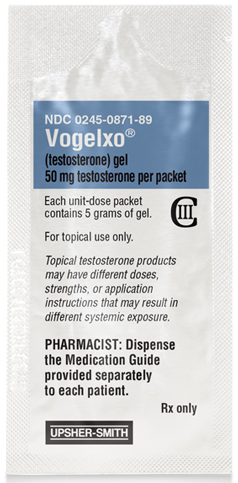 NDC 0245-0871-89
Vogelxo®
(testosterone) gel
50 mg testosterone per packet
Each unit-dose packet
contains 5 grams of gel.
CIII
For topical use only.
Topical testosterone products
may have different doses,
strengths, or application
instructions that may result in
different systemic exposure.
PHARMACIST: Dispense
the Medication Guide
provided separately
to each patient.
Rx only
UPSHER-SMITH